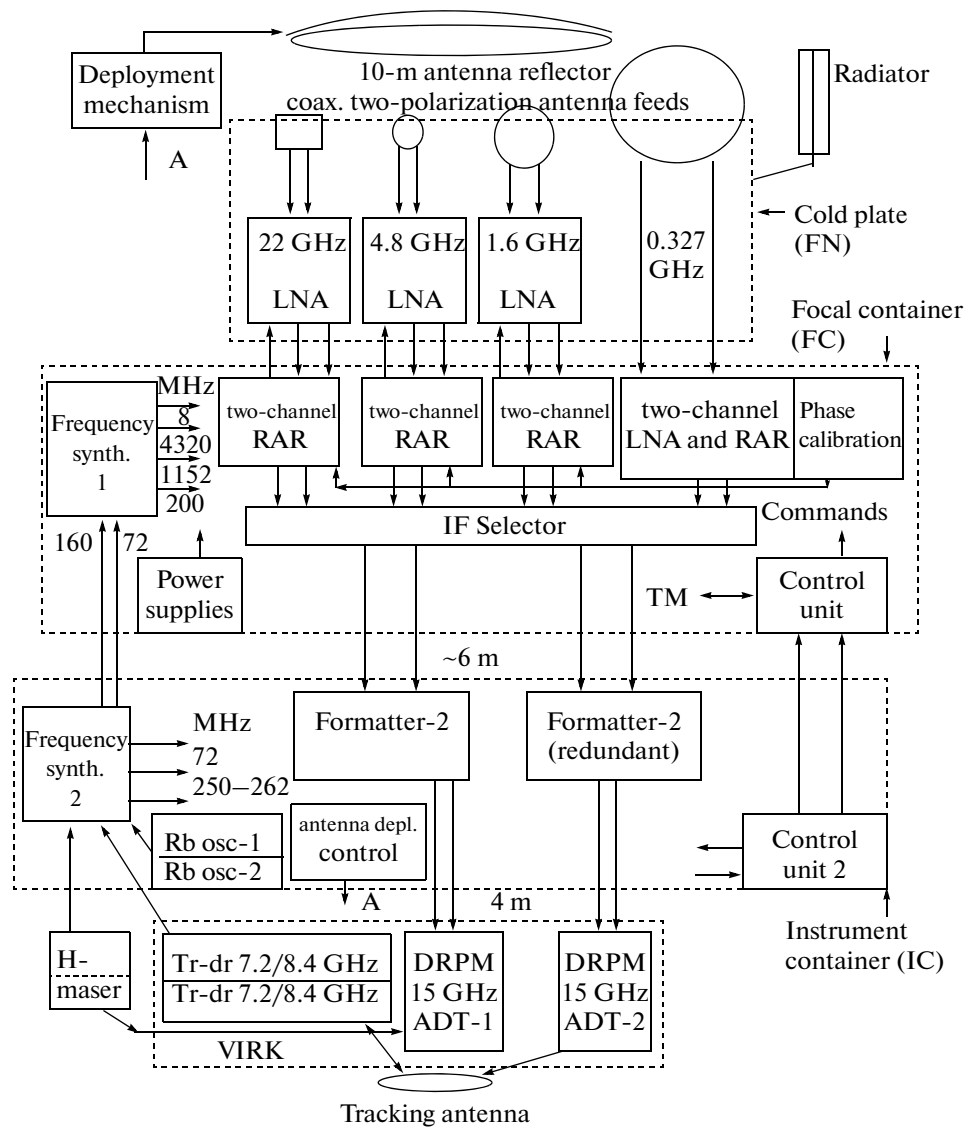 Deployment
mechanism
A
10-m antenna reflector
coax. two-polarization antenna feeds
Radiator
22 GHz
LNA
4.8 GHz
LNA
1.6 GHz
LNA
0.327
GHz
Cold plate
(FN)
Focal container
(FC)
Frequency
synth.
1
MHz
8
4320
1152
200
two-channel
RAR
two-channel
RAR
two-channel
RAR
two-channel
LNA and RAR
Phase
calibration
IF Selector
Commands
160
72
Power
supplies
TM
Control
unit
~6 m
Frequency
synth.
2
MHz
72
250–262
Formatter-2
Formatter-2
(redundant)
Rb osc-1
Rb osc-2
antenna depl.
control
A
Control
unit 2
4 m
Instrument
container (IC)
H-
maser
Tr-dr 7.2/8.4 GHz
Tr-dr 7.2/8.4 GHz
DRPM
15 GHz
ADT-1
DRPM
15 GHz
ADT-2
VIRK
Tracking antenna